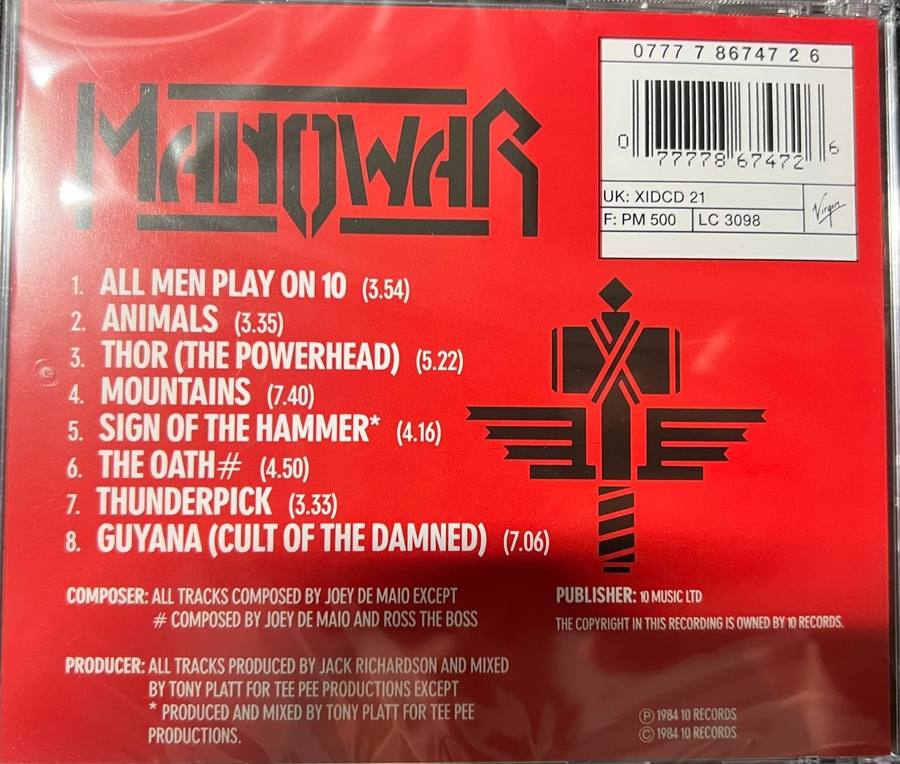 0777 7 86747 2 6
0 77778 67472 6
UK: XIDCD 21
F: PM 500 LC 3098
Virgin
MANOWAR
1. ALL MEN PLAY ON 10 (3.54)
2. ANIMALS (3.35)
3. THOR (THE POWERHEAD) (5.22)
4. MOUNTAINS (7.40)
5. SIGN OF THE HAMMER* (4.16)
6. THE OATH# (4.50)
7. THUNDERPICK (3.33)
8. GUYANA (CULT OF THE DAMNED) (7.06)
COMPOSER: ALL TRACKS COMPOSED BY JOEY DE MAIO EXCEPT
# COMPOSED BY JOEY DE MAIO AND ROSS THE BOSS
PUBLISHER: 10 MUSIC LTD
THE COPYRIGHT IN THIS RECORDING IS OWNED BY 10 RECORDS.
PRODUCER: ALL TRACKS PRODUCED BY JACK RICHARDSON AND MIXED
BY TONY PLATT FOR TEE PEE PRODUCTIONS EXCEPT
* PRODUCED AND MIXED BY TONY PLATT FOR TEE PEE
PRODUCTIONS.
Ⓟ 1984 10 RECORDS
© 1984 10 RECORDS